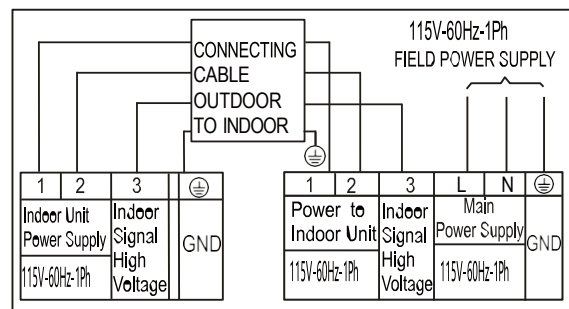 115V-60Hz-1Ph
FIELD POWER SUPPLY
CONNECTING
CABLE
OUTDOOR
TO INDOOR
1 2 3
Indoor Unit
Power Supply
115V-60Hz-1Ph
Indoor
Signal
High
Voltage
GND
1 2 3 L N
Power to
Indoor Unit
115V-60Hz-1Ph
Indoor
Signal
High
Voltage
Main
Power Supply
115V-60Hz-1Ph
GND